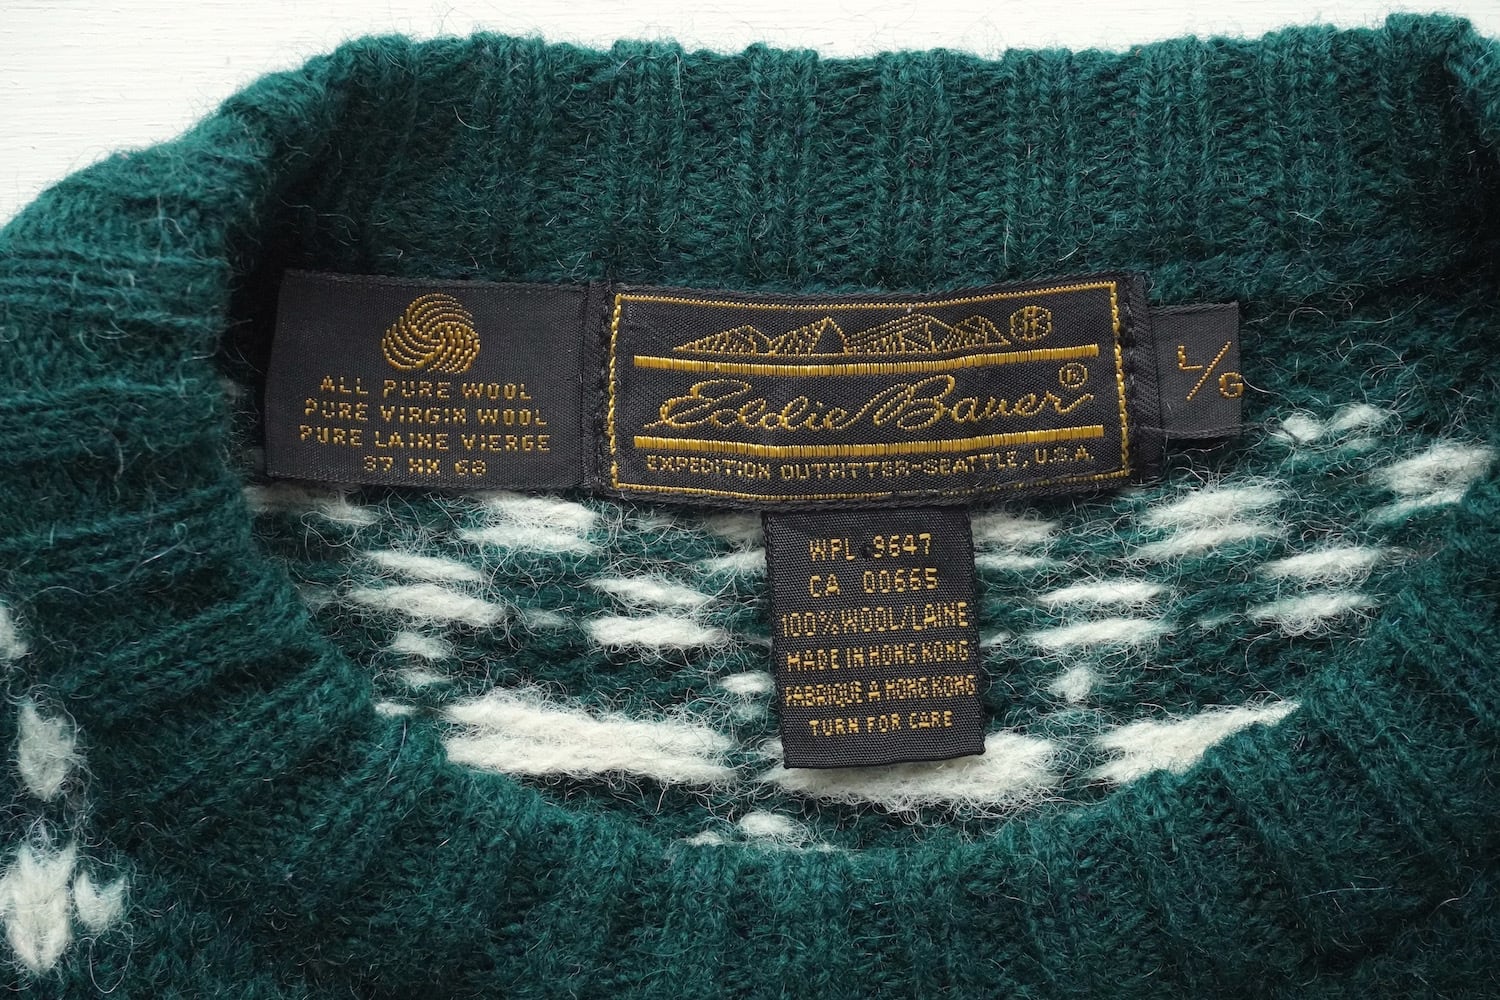 ALL PURE WOOL
PURE VIRGIN WOOL
PURE LAINE VIERGE
37 HK 68
Eddie Bauer®
EXPEDITION OUTFITTER-SEATTLE, U.S.A.
L/G
WPL 9647
CA 00665
100% WOOL/LAINE
MADE IN HONG KONG
FABRIQUE A HONG KONG
TURN FOR CARE